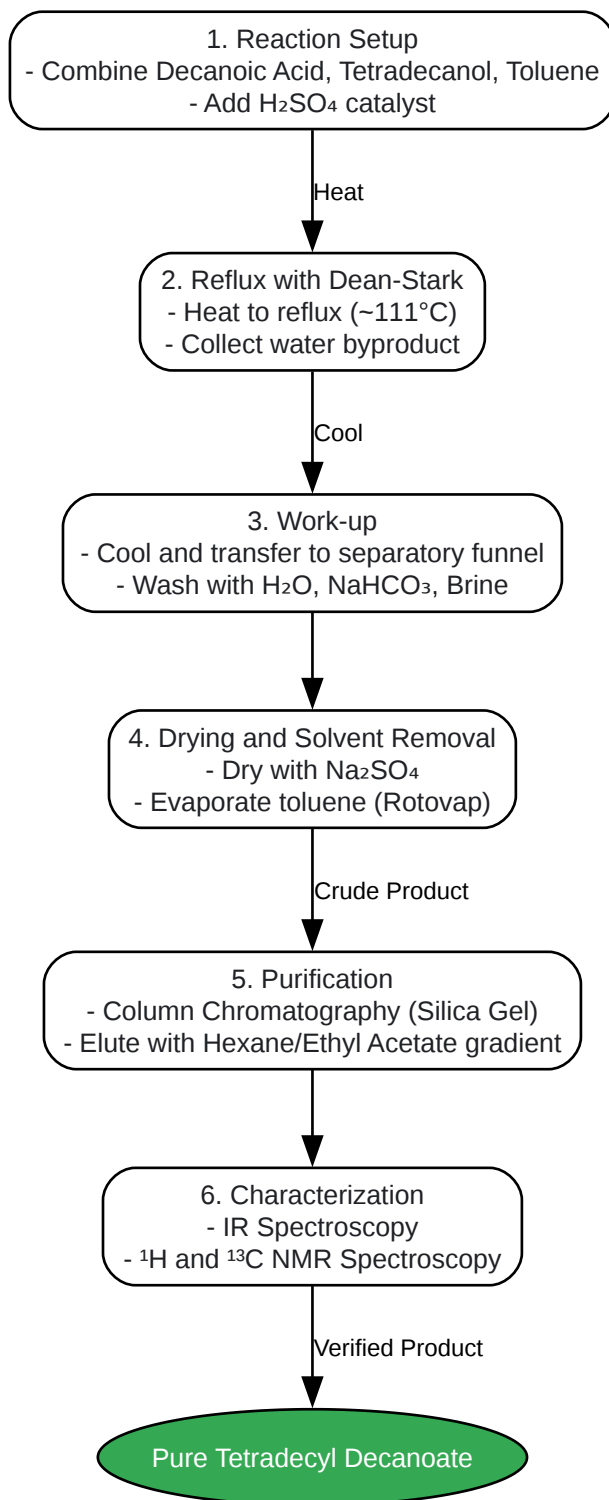 1. Reaction Setup
- Combine Decanoic Acid, Tetradecanol, Toluene
- Add H₂SO₄ catalyst
Heat
2. Reflux with Dean-Stark
- Heat to reflux (~111°C)
- Collect water byproduct
Cool
3. Work-up
- Cool and transfer to separatory funnel
- Wash with H₂O, NaHCO₃, Brine
4. Drying and Solvent Removal
- Dry with Na₂SO₄
- Evaporate toluene (Rotovap)
Crude Product
5. Purification
- Column Chromatography (Silica Gel)
- Elute with Hexane/Ethyl Acetate gradient
6. Characterization
- IR Spectroscopy
- ¹H and ¹³C NMR Spectroscopy
Verified Product
Pure Tetradecyl Decanoate